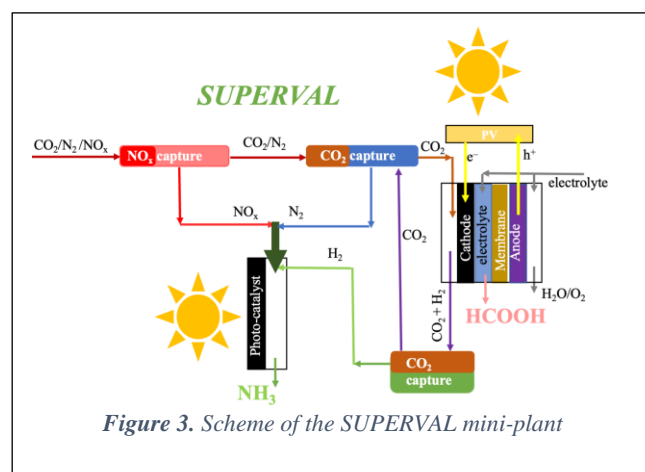 SUPERVAL
PV
CO₂/N₂/NOₓ
NOₓ capture
CO₂/N₂
CO₂ capture
CO₂
e⁻
h⁺
electrolyte
NOₓ
N₂
H₂
CO₂
Cathode
electrolyte
Membrane
Anode
Photo-catalyst
CO₂ + H₂
HCOOH
H₂O/O₂
CO₂
capture
NH₃
Figure 3. Scheme of the SUPERVAL mini-plant